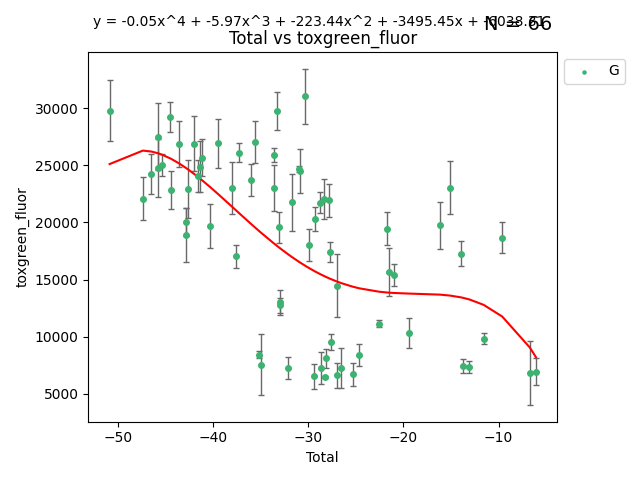 y = -0.05x^4 + -5.97x^3 + -223.44x^2 + -3495.45x +
N = 66
Total vs toxgreen_fluor
G
30000
25000
20000
15000
10000
5000
toxgreen_fluor
−50 −40 −30 −20 −10
Total